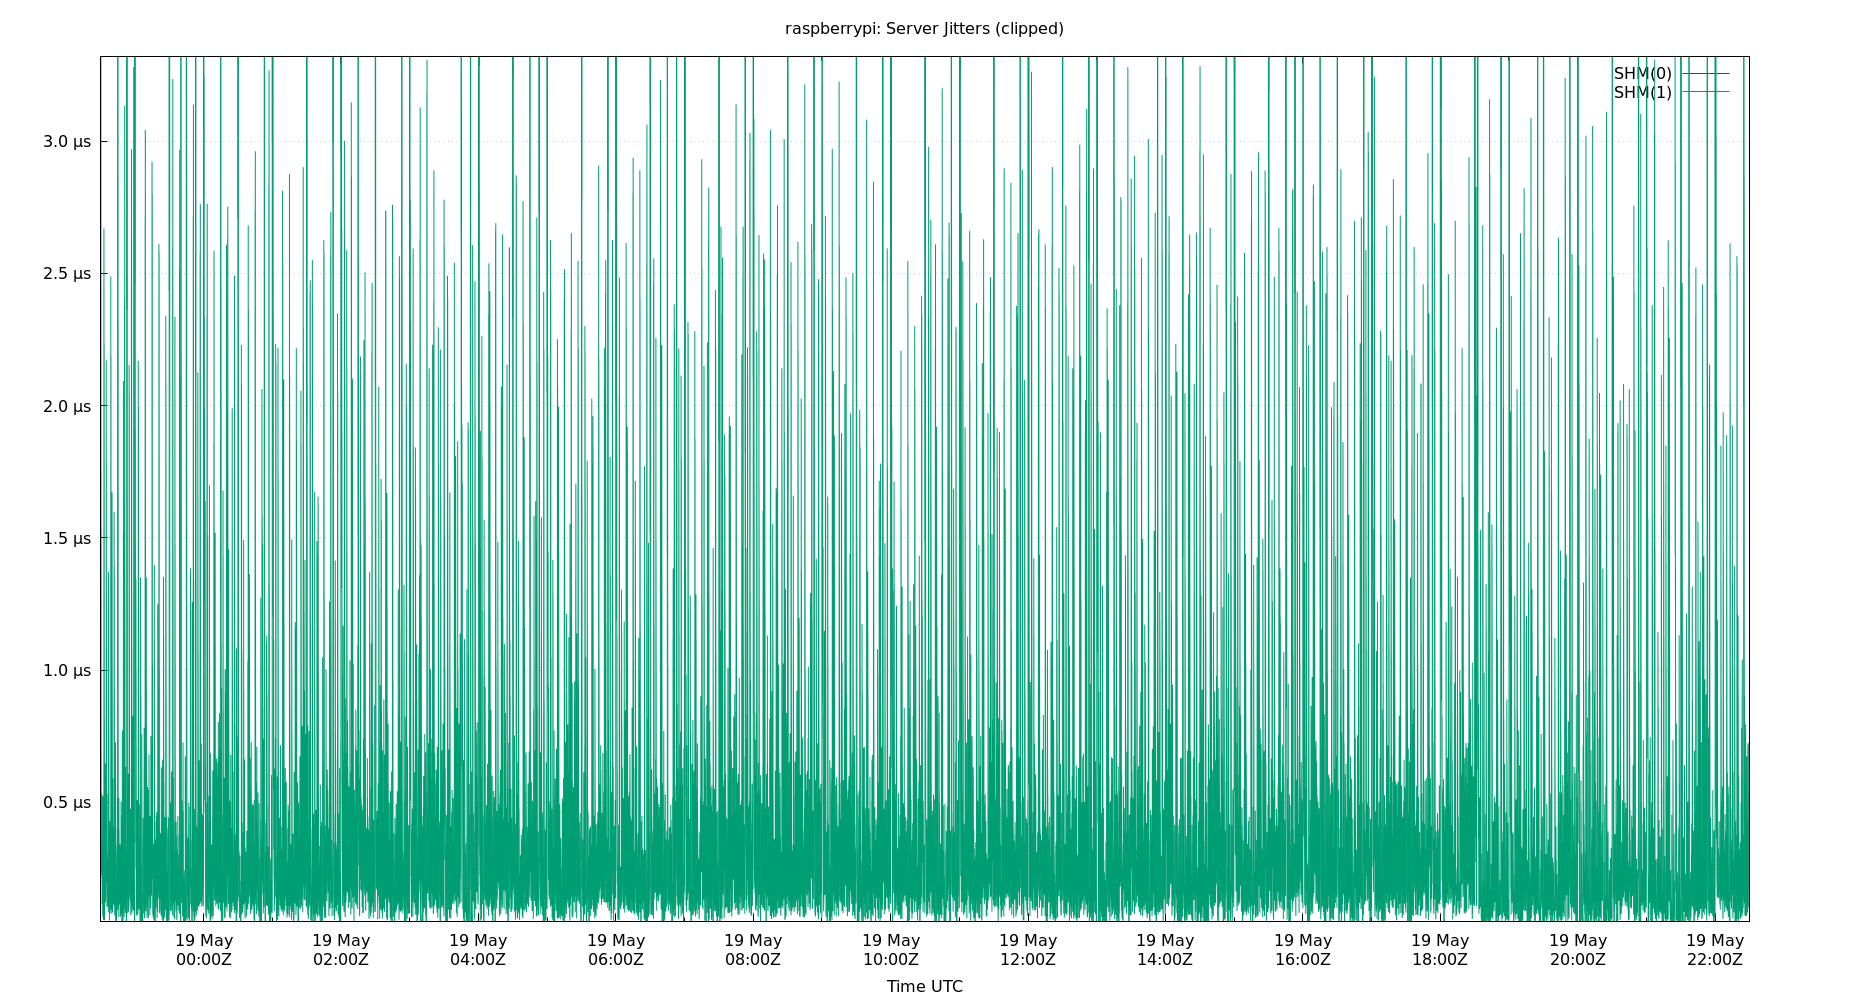 raspberrypi: Server Jitters (clipped)
SHM(0)
SHM(1)
3.0 µs
2.5 µs
2.0 µs
1.5 µs
1.0 µs
0.5 µs
19 May 19 May 19 May 19 May 19 May 19 May 19 May 19 May 19 May 19 May 19 May 19 May
00:00Z 02:00Z 04:00Z 06:00Z 08:00Z 10:00Z 12:00Z 14:00Z 16:00Z 18:00Z 20:00Z 22:00Z
Time UTC